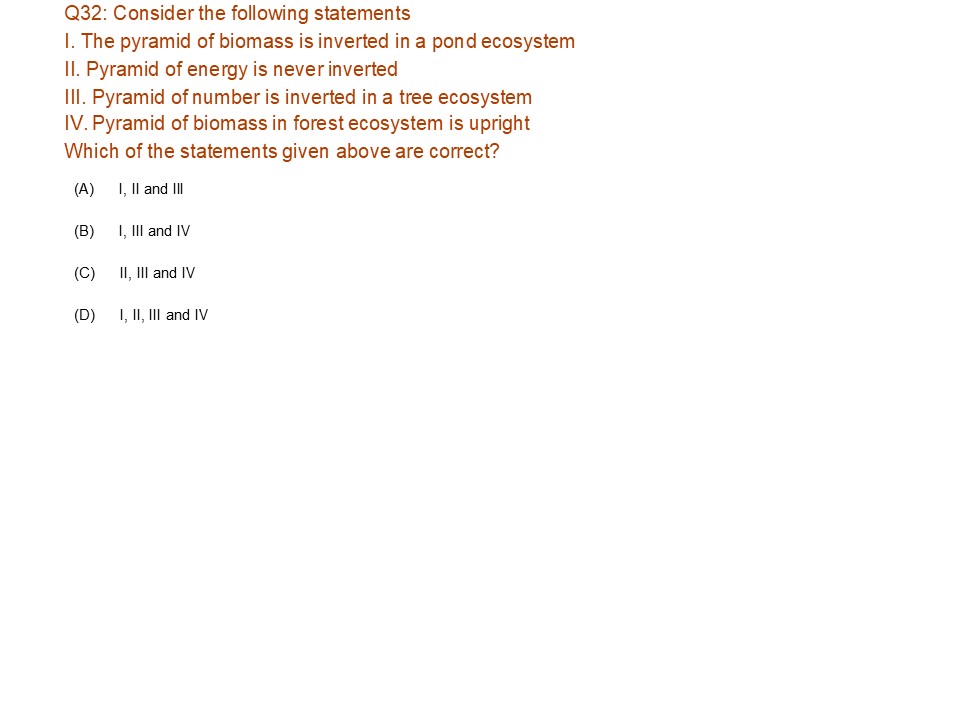 Q32: Consider the following statements
I. The pyramid of biomass is inverted in a pond ecosystem
II. Pyramid of energy is never inverted
III. Pyramid of number is inverted in a tree ecosystem
IV. Pyramid of biomass in forest ecosystem is upright
Which of the statements given above are correct?
(A) I, II and III
(B) I, III and IV
(C) II, III and IV
(D) I, II, III and IV